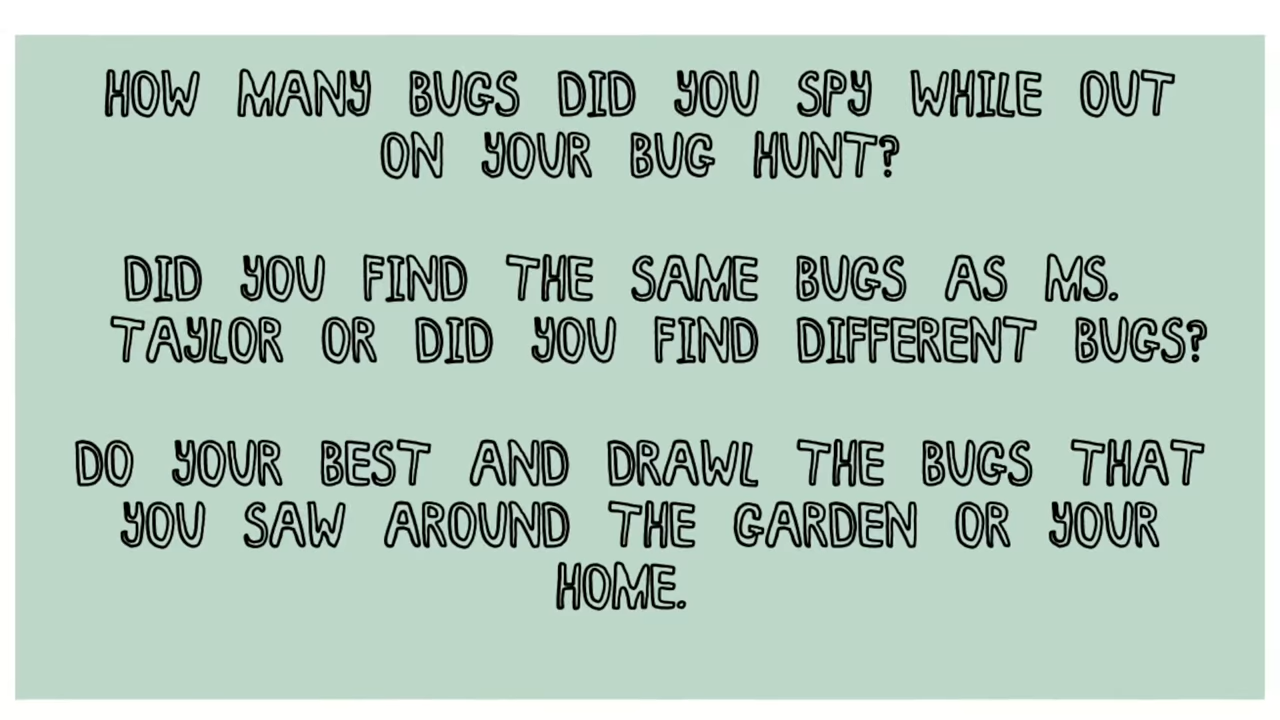 HOW MANY BUGS DID YOU SPY WHILE OUT
ON YOUR BUG HUNT?
DID YOU FIND THE SAME BUGS AS MS.
TAYLOR OR DID YOU FIND DIFFERENT BUGS?
DO YOUR BEST AND DRAWL THE BUGS THAT
YOU SAW AROUND THE GARDEN OR YOUR
HOME.